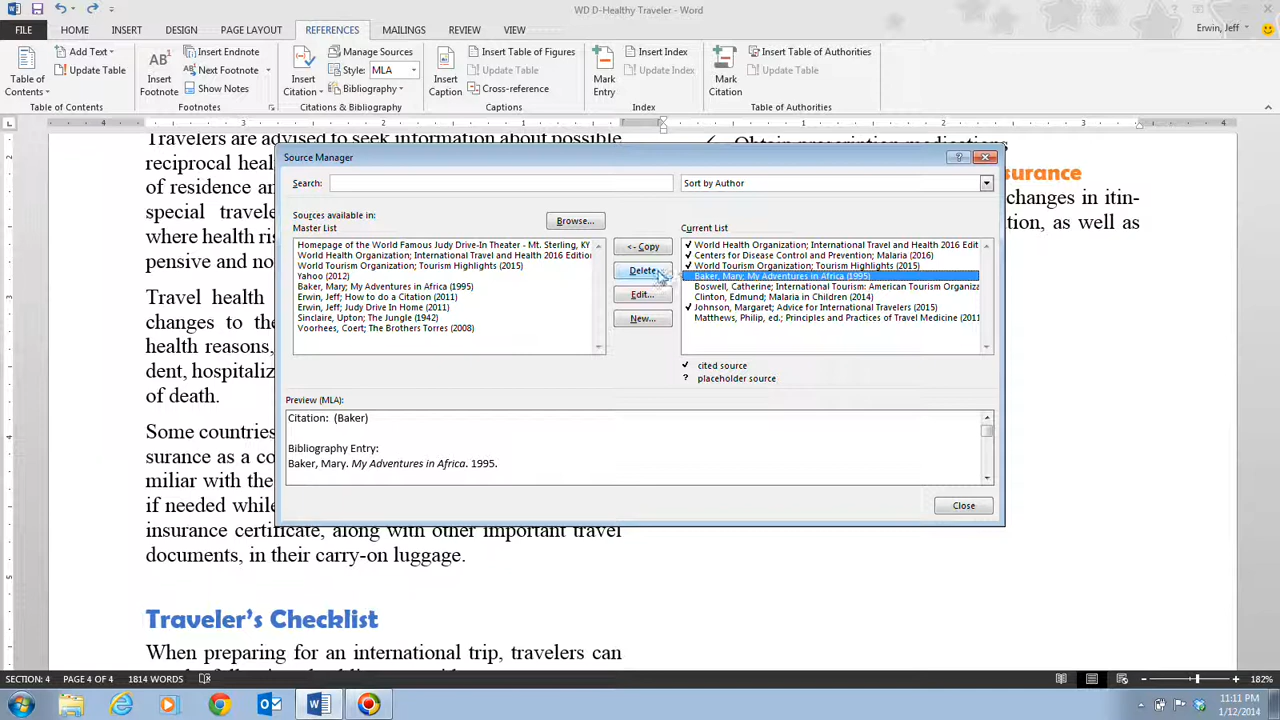 WD D-Healthy Traveler - Word
FILE HOME INSERT DESIGN PAGE LAYOUT REFERENCES MAILINGS REVIEW VIEW
Erwin, Jeff
Table of Contents
Add Text
Update Table
Table of Contents
AB¹
Insert Footnote
Insert Endnote
Next Footnote
Show Notes
Footnotes
Insert Citation
Manage Sources
Style: MLA
Bibliography
Citations & Bibliography
Insert Caption
Insert Table of Figures
Update Table
Cross-reference
Captions
Mark Entry
Insert Index
Update Index
Index
Mark Citation
Insert Table of Authorities
Update Table
Table of Authorities
4 3 2 1 1 2 3 4
Travelers are advised to seek information about possible
reciprocal heal
of residence an
special travele
where health ris
pensive and no
Travel health
changes to the
health reasons,
dent, hospitaliz
of death.
Some countries
surance as a co
miliar with the
if needed while
insurance certificate, along with other important travel
documents, in their carry-on luggage.
Traveler's Checklist
When preparing for an international trip, travelers can
✓ Obtain prescription medications
surance
changes in itin-
tion, as well as
Source Manager
Search:
Sort by Author
Sources available in:
Master List
Browse...
Homepage of the World Famous Judy Drive-In Theater - Mt. Sterling, KY
World Health Organization; International Travel and Health 2016 Edition
World Tourism Organization; Tourism Highlights (2015)
Yahoo (2012)
Baker, Mary; My Adventures in Africa (1995)
Erwin, Jeff; How to do a Citation (2011)
Erwin, Jeff; Judy Drive In Home (2011)
Sinclaire, Upton; The Jungle (1942)
Voorhees, Coert; The Brothers Torres (2008)
<- Copy
Delete
Edit...
New...
Current List
✓ World Health Organization; International Travel and Health 2016 Edit
✓ Centers for Disease Control and Prevention; Malaria (2016)
✓ World Tourism Organization; Tourism Highlights (2015)
Baker, Mary; My Adventures in Africa (1995)
Boswell, Catherine; International Tourism: American Tourism Organiza
Clinton, Edmund; Malaria in Children (2014)
✓ Johnson, Margaret; Advice for International Travelers (2015)
Matthews, Philip, ed.; Principles and Practices of Travel Medicine (2011
✓ cited source
? placeholder source
Preview (MLA):
Citation: (Baker)
Bibliography Entry:
Baker, Mary. My Adventures in Africa. 1995.
Close
SECTION: 4 PAGE 4 OF 4 1814 WORDS
182%
11:11 PM
1/12/2014